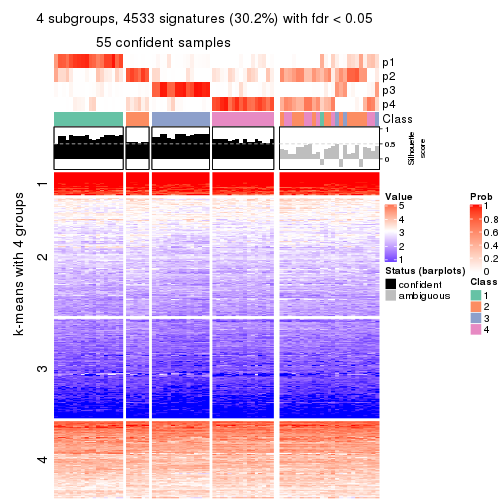 4 subgroups, 4533 signatures (30.2%) with fdr < 0.05
55 confident samples
p1
p2
p3
p4
Class
1
0.5
0
Silhouette
score
k-means with 4 groups
1
2
3
4
Value
5
4
3
2
1
Status (barplots)
confident
ambiguous
Prob
1
0.8
0.6
0.4
0.2
0
Class
1
2
3
4